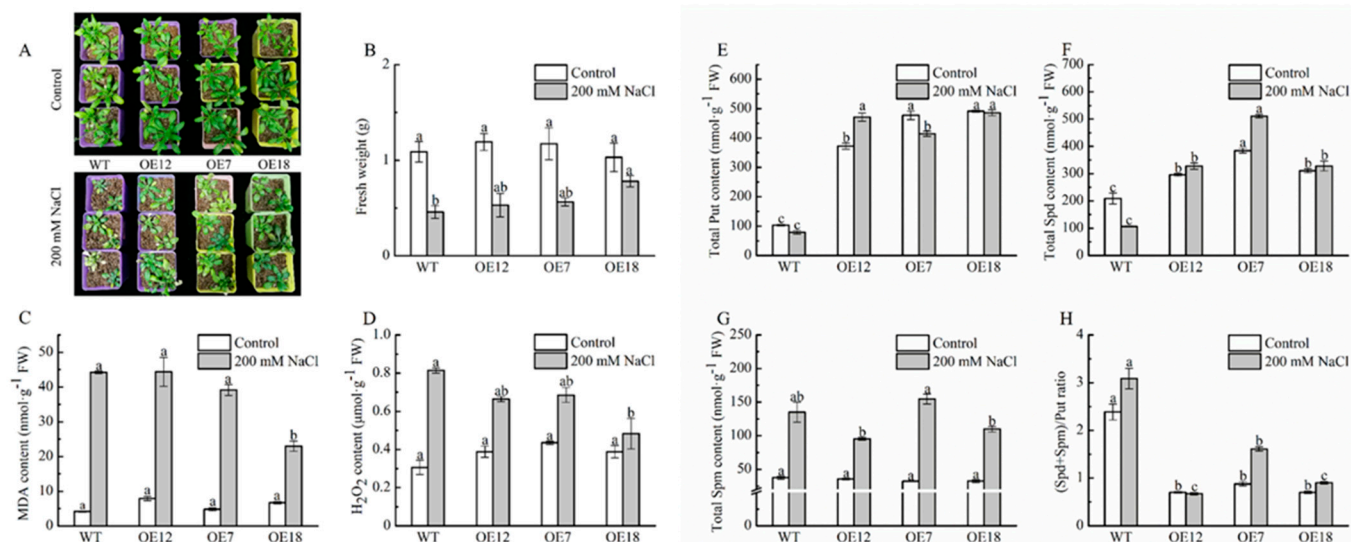 A
Control
WT OE12 OE7 OE18
200 mM NaCl
B
Control
200 mM NaCl
Fresh weight (g)
2
1
0
a a a a
b ab ab a
WT OE12 OE7 OE18
C
Control
200 mM NaCl
MDA content (nmol·g⁻¹ FW)
50
40
30
20
10
0
a a a b
a a a a
WT OE12 OE7 OE18
D
Control
200 mM NaCl
H₂O₂ content (μmol·g⁻¹ FW)
1.0
0.8
0.6
0.4
0.2
0.0
a ab ab b
a a a a
WT OE12 OE7 OE18
E
Control
200 mM NaCl
Total Put content (nmol·g⁻¹ FW)
600
500
400
300
200
100
0
c b a a
c a b a
WT OE12 OE7 OE18
F
Control
200 mM NaCl
Total Spd content (nmol·g⁻¹ FW)
700
600
500
400
300
200
100
0
c b a b
c b a b
WT OE12 OE7 OE18
G
Control
200 mM NaCl
Total Spm content (nmol·g⁻¹ FW)
250
200
150
100
50
0
ab b a b
a a a a
WT OE12 OE7 OE18
H
Control
200 mM NaCl
(Spd+Spm)/Put ratio
4
3
2
1
0
a b b b
a c b c
WT OE12 OE7 OE18